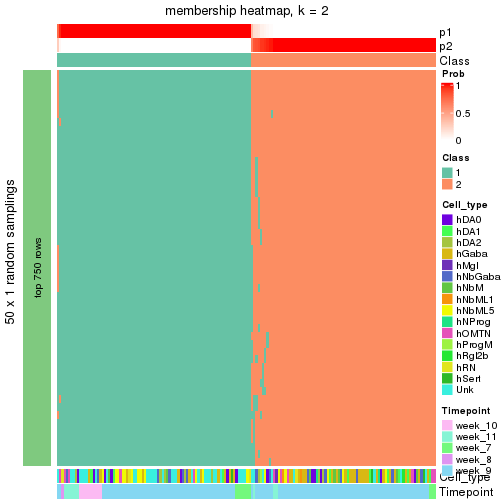 membership heatmap, k = 2
p1
p2
Class
50 x 1 random samplings
top 750 rows
Prob
1
0.5
0
Class
1
2
Cell_type
hDA0
hDA1
hDA2
hGaba
hMgl
hNbGaba
hNbM
hNbML1
hNbML5
hNProg
hOMTN
hProgM
hRgl2b
hRN
hSert
Unk
Timepoint
week_10
week_11
week_7
week_8
week_9
Cell_type
Timepoint